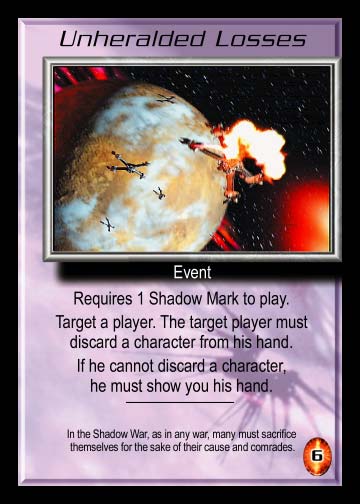 Unheralded Losses
Event
Requires 1 Shadow Mark to play.
Target a player. The target player must
discard a character from his hand.
If he cannot discard a character,
he must show you his hand.
In the Shadow War, as in any war, many must sacrifice
themselves for the sake of their cause and comrades.
6